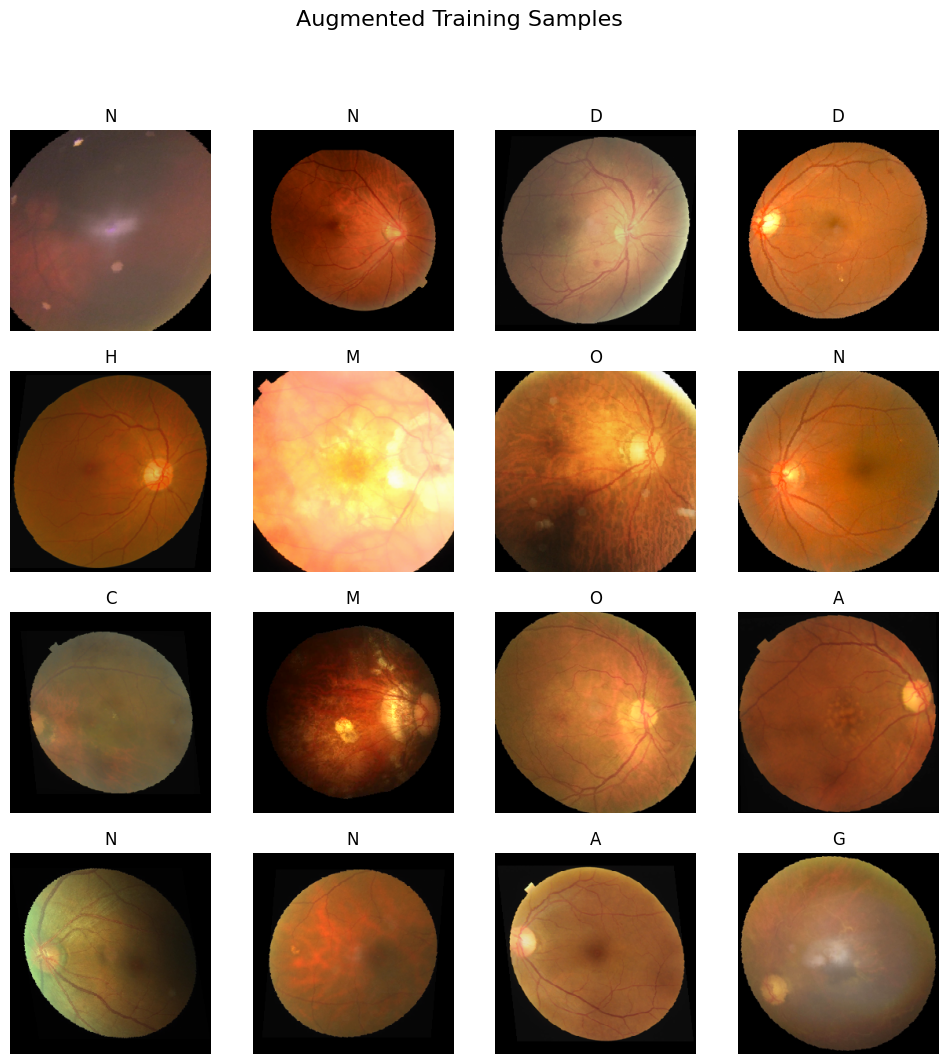 Augmented Training Samples
N N D D
H M O N
C M O A
N N A G